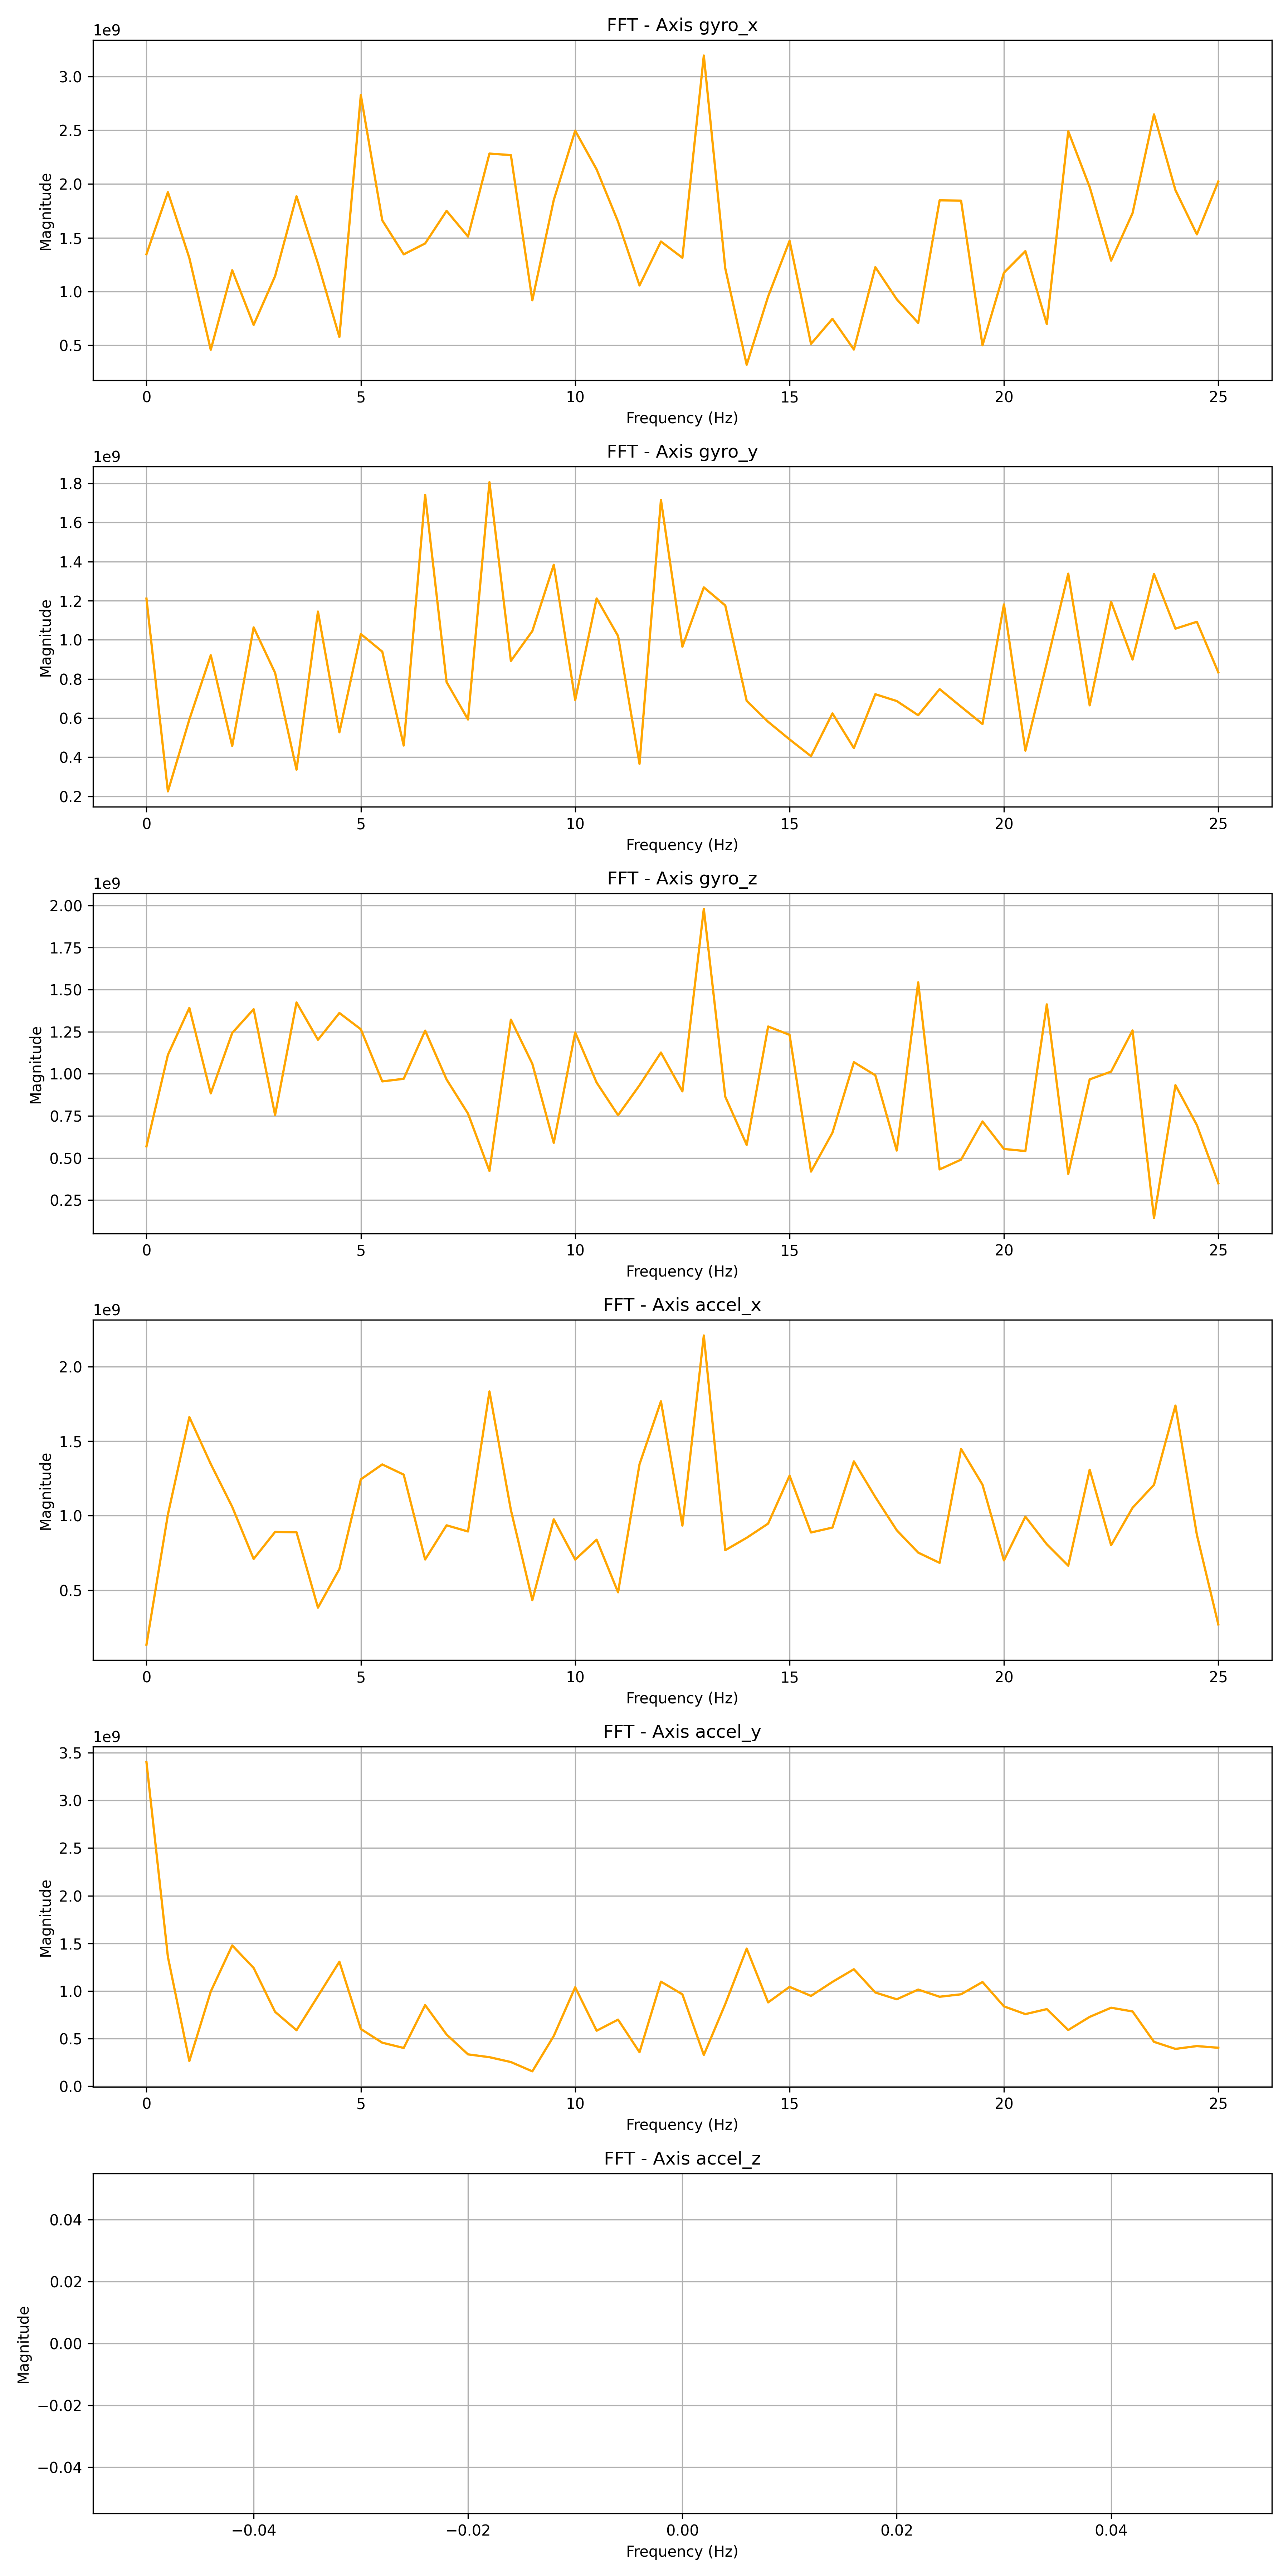 FFT - Axis gyro_x
1e9
3.0
2.5
2.0
1.5
1.0
0.5
Magnitude
0 5 10 15 20 25
Frequency (Hz)
FFT - Axis gyro_y
1e9
1.8
1.6
1.4
1.2
1.0
0.8
0.6
0.4
0.2
Magnitude
0 5 10 15 20 25
Frequency (Hz)
FFT - Axis gyro_z
1e9
2.00
1.75
1.50
1.25
1.00
0.75
0.50
0.25
Magnitude
0 5 10 15 20 25
Frequency (Hz)
FFT - Axis accel_x
1e9
2.0
1.5
1.0
0.5
Magnitude
0 5 10 15 20 25
Frequency (Hz)
FFT - Axis accel_y
1e9
3.5
3.0
2.5
2.0
1.5
1.0
0.5
0.0
Magnitude
0 5 10 15 20 25
Frequency (Hz)
FFT - Axis accel_z
0.04
0.02
0.00
−0.02
−0.04
Magnitude
−0.04 −0.02 0.00 0.02 0.04
Frequency (Hz)